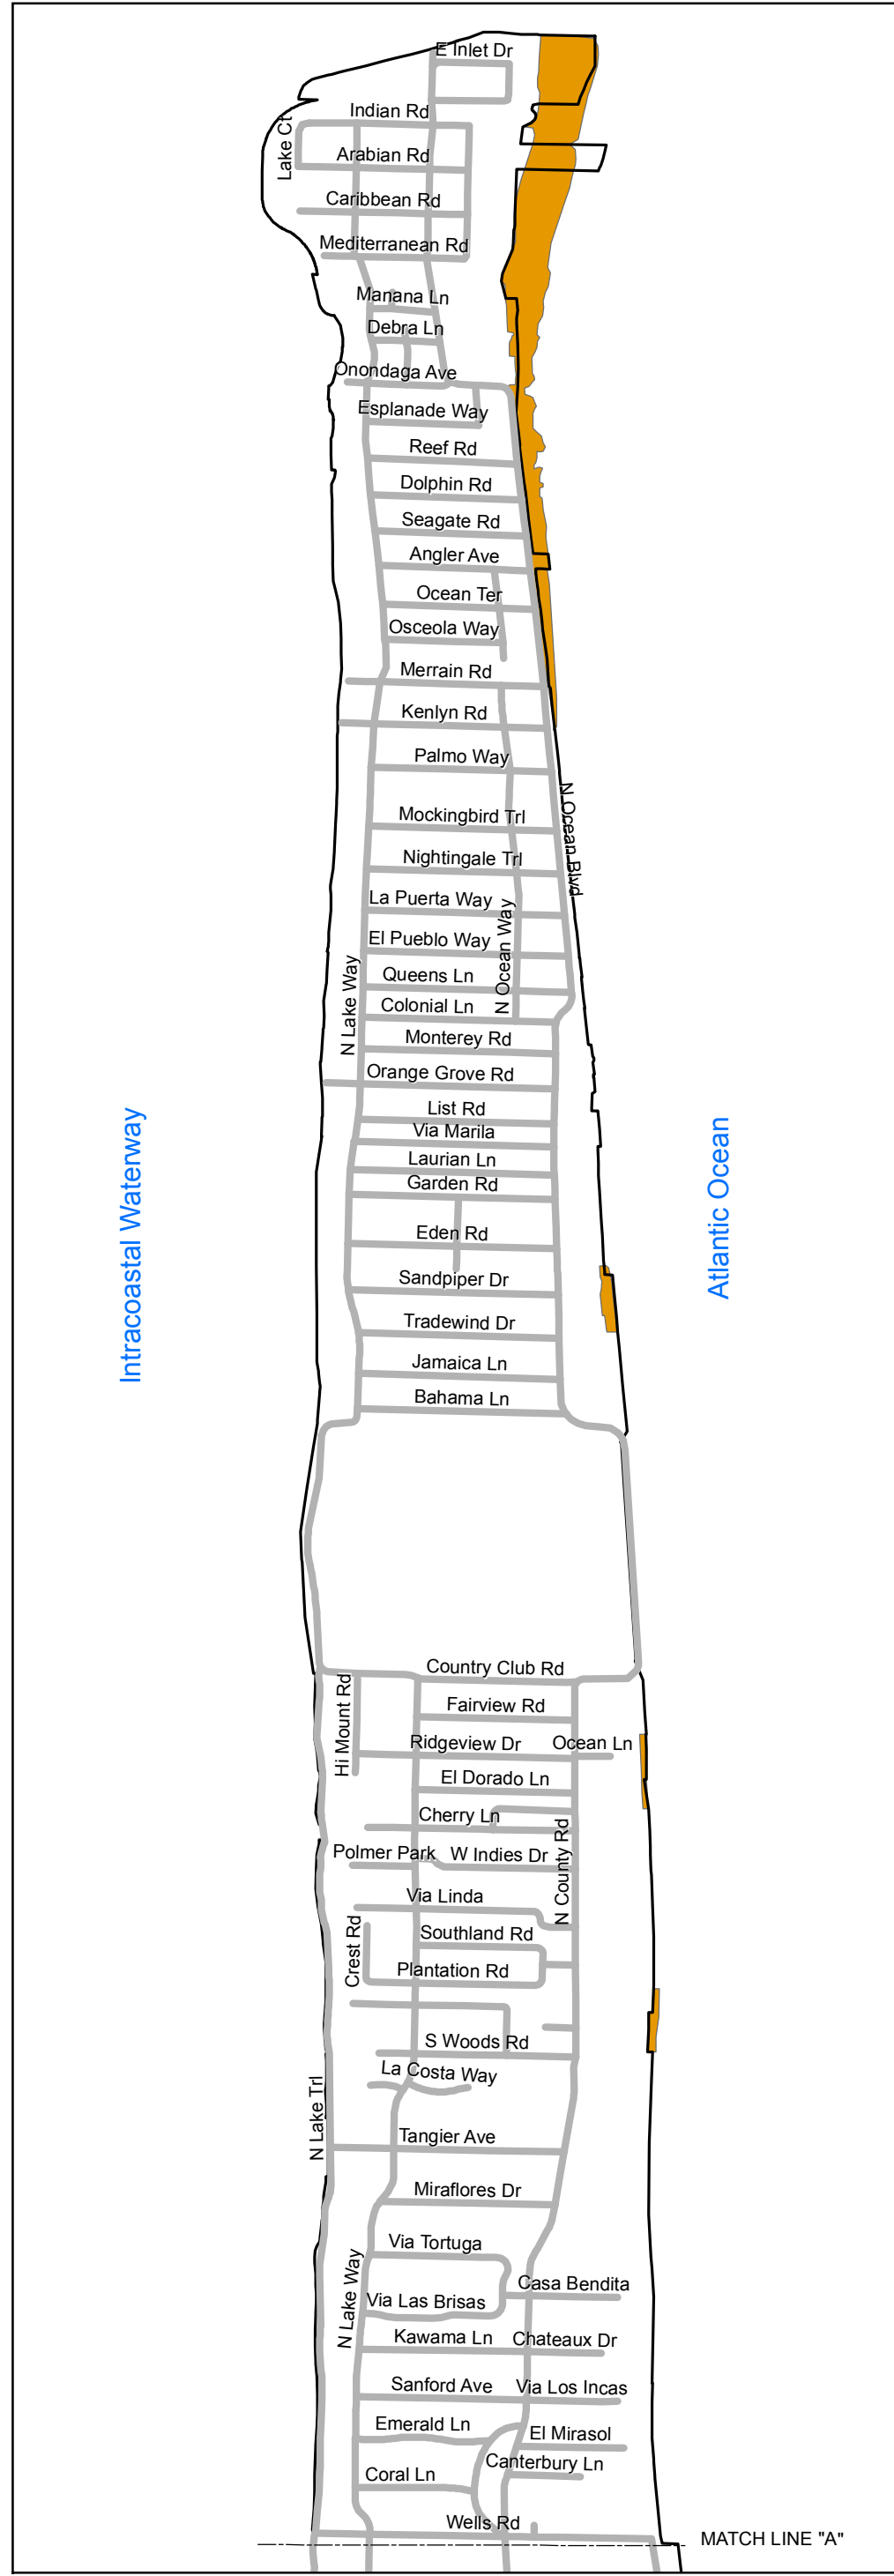 E Inlet Dr
Indian Rd
Lake Ct
Arabian Rd
Caribbean Rd
Mediterranean Rd
Manana Ln
Debra Ln
Onondaga Ave
Esplanade Way
Reef Rd
Dolphin Rd
Seagate Rd
Angler Ave
Ocean Ter
Osceola Way
Merrain Rd
Kenlyn Rd
Palmo Way
N Ocean Blvd
Mockingbird Trl
Nightingale Trl
La Puerta Way
N Ocean Way
El Pueblo Way
N Lake Way
Queens Ln
Colonial Ln
Monterey Rd
Orange Grove Rd
List Rd
Via Marila
Laurian Ln
Garden Rd
Intracoastal Waterway
Atlantic Ocean
Eden Rd
Sandpiper Dr
Tradewind Dr
Jamaica Ln
Bahama Ln
Country Club Rd
Hi Mount Rd
Fairview Rd
Ridgeview Dr
Ocean Ln
El Dorado Ln
Cherry Ln
N County Rd
Polmer Park
W Indies Dr
Via Linda
Crest Rd
Southland Rd
Plantation Rd
S Woods Rd
La Costa Way
N Lake Trl
Tangier Ave
Miraflores Dr
Via Tortuga
N Lake Way
Casa Bendita
Via Las Brisas
Kawama Ln
Chateaux Dr
Sanford Ave
Via Los Incas
Emerald Ln
El Mirasol
Canterbury Ln
Coral Ln
Wells Rd
MATCH LINE "A"